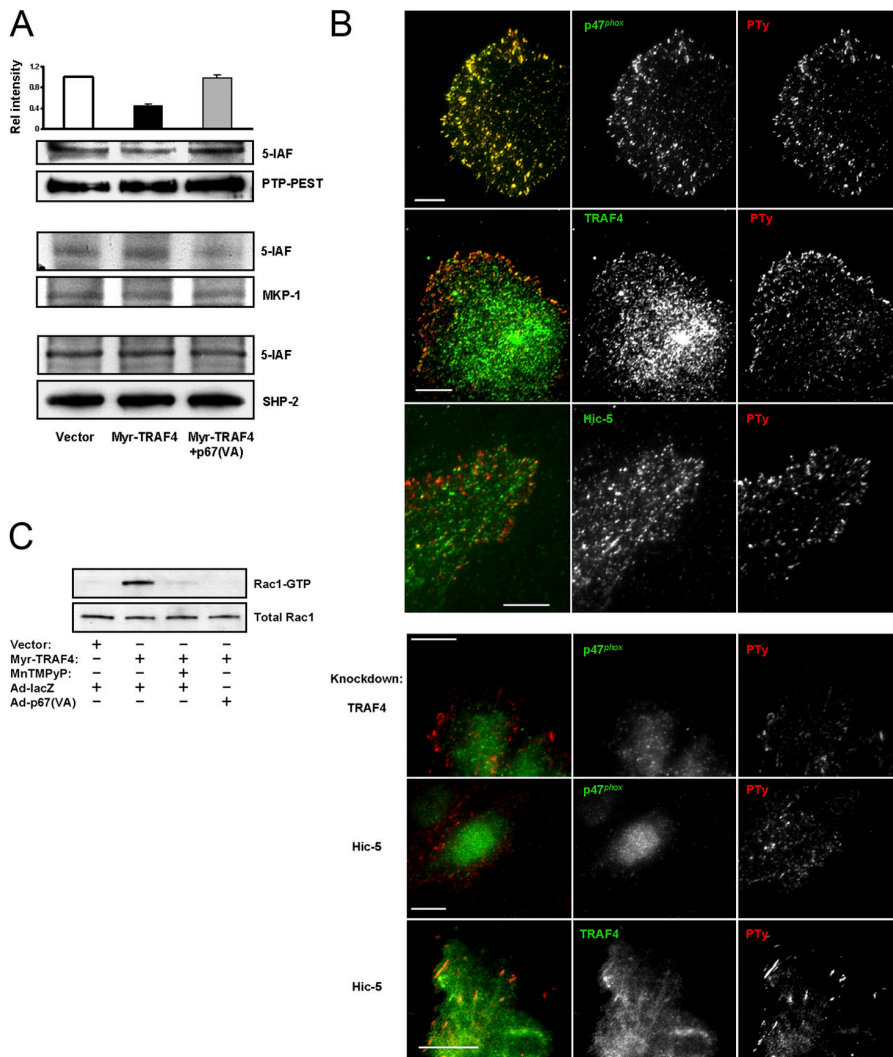 A
Rel intensity
1.2
0.8
0.4
0
5-IAF
PTP-PEST
5-IAF
MKP-1
5-IAF
SHP-2
Vector Myr-TRAF4 Myr-TRAF4
+p67(VA)
B
p47phox PTy
TRAF4 PTy
Hic-5 PTy
Knockdown:
TRAF4
p47phox PTy
Hic-5
p47phox PTy
Hic-5
TRAF4 PTy
C
Rac1-GTP
Total Rac1
Vector: + – – –
Myr-TRAF4: – + + +
MnTMPyP: – – + –
Ad-lacZ + + + –
Ad-p67(VA) – – – +